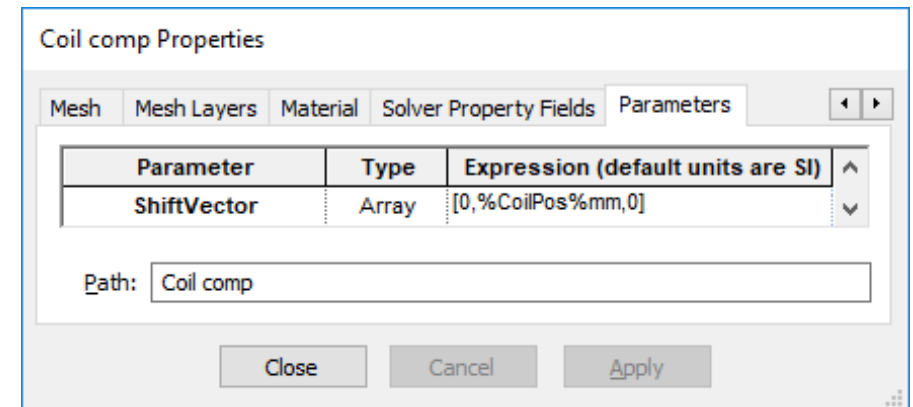 Coil comp Properties
Mesh Mesh Layers Material Solver Property Fields Parameters
Parameter Type Expression (default units are SI)
ShiftVector Array [0,%CoilPos%mm,0]
Path: Coil comp
Close Cancel Apply